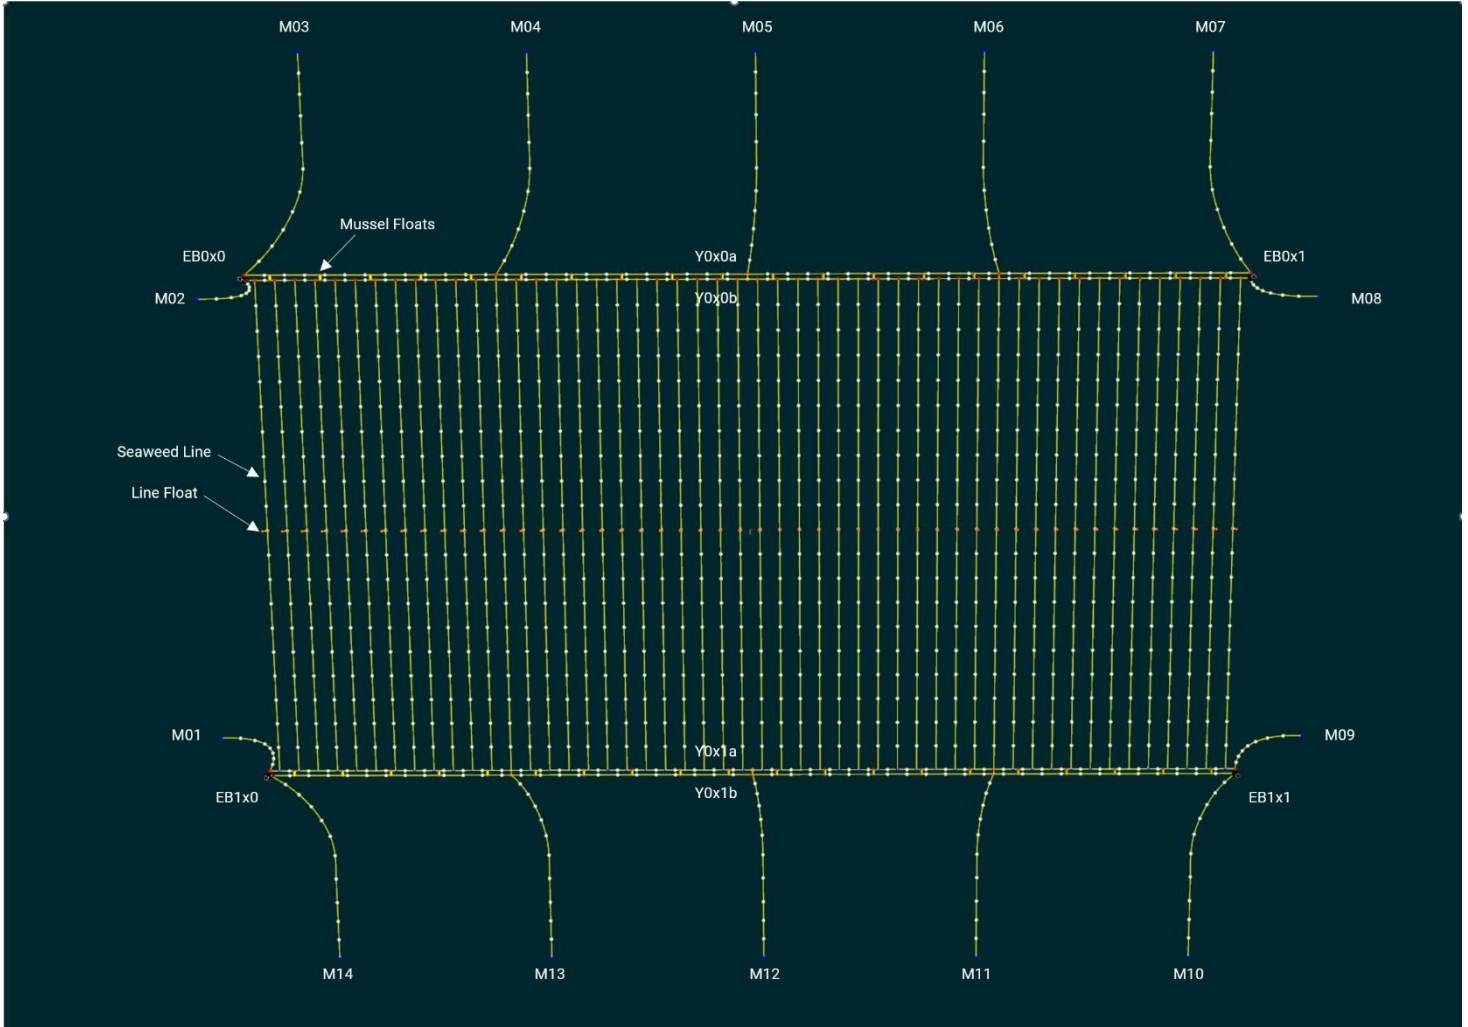 M03
M04
M05
M06
M07
Mussel Floats
EB0x0
Y0x0a
EB0x1
M02
Y0x0b
M08
Seaweed Line
Line Float
M01
M09
Y0x1a
EB1x0
Y0x1b
EB1x1
M14
M13
M12
M11
M10